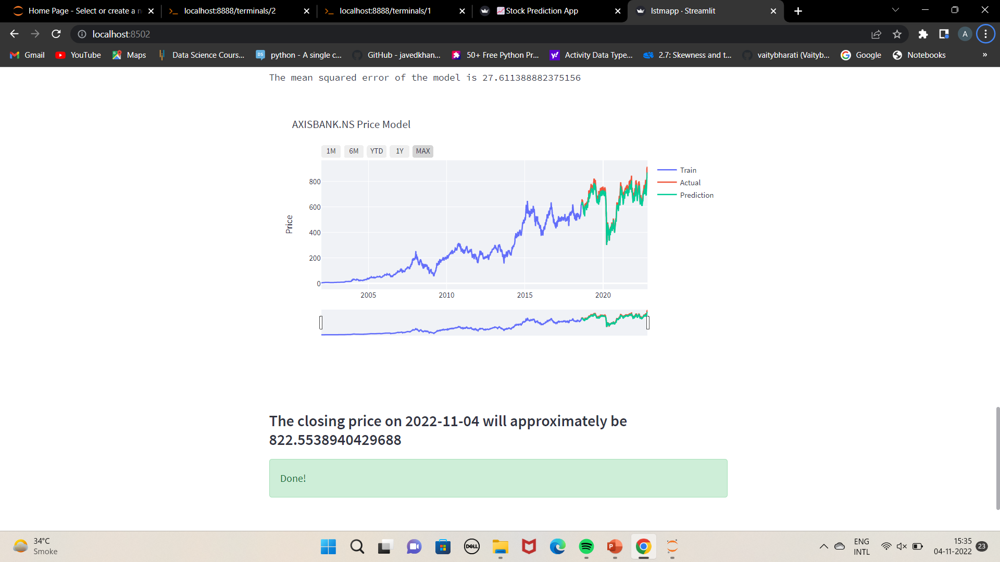 Home Page - Select or create a n
localhost:8888/terminals/2
localhost:8888/terminals/1
📈Stock Prediction App
lstmapp · Streamlit
localhost:8502
A
Gmail
YouTube
Maps
Data Science Cours...
DS
python - A single c...
GitHub - javedkhan...
50+ Free Python Pr...
y!
Activity Data Type...
2.7: Skewness and t...
vaitybharati (Vaityb...
Google
Notebooks
»
The mean squared error of the model is 27.611388882375156
AXISBANK.NS Price Model
1M 6M YTD 1Y MAX
Train
Actual
Prediction
Price
800
600
400
200
0
2005 2010 2015 2020
The closing price on 2022-11-04 will approximately be
822.5538940429688
Done!
34°C
Smoke
DELL
P
ENG
INTL
15:35
04-11-2022
23